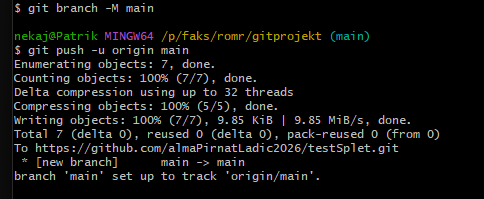 $ git branch -M main
nekaj@Patrik MINGW64 /p/faks/romr/gitprojekt (main)
$ git push -u origin main
Enumerating objects: 7, done.
Counting objects: 100% (7/7), done.
Delta compression using up to 32 threads
Compressing objects: 100% (5/5), done.
Writing objects: 100% (7/7), 9.85 KiB | 9.85 MiB/s, done.
Total 7 (delta 0), reused 0 (delta 0), pack-reused 0 (from 0)
To https://github.com/almaPirnatLadic2026/testSplet.git
 * [new branch]      main -> main
branch 'main' set up to track 'origin/main'.